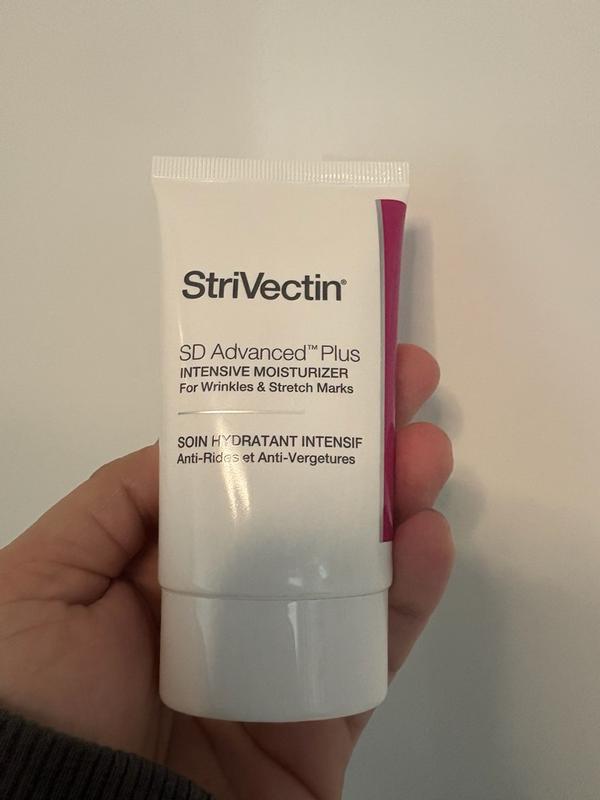 StriVectin®
SD Advanced™ Plus
INTENSIVE MOISTURIZER
For Wrinkles & Stretch Marks
SOIN HYDRATANT INTENSIF
Anti-Rides et Anti-Vergetures